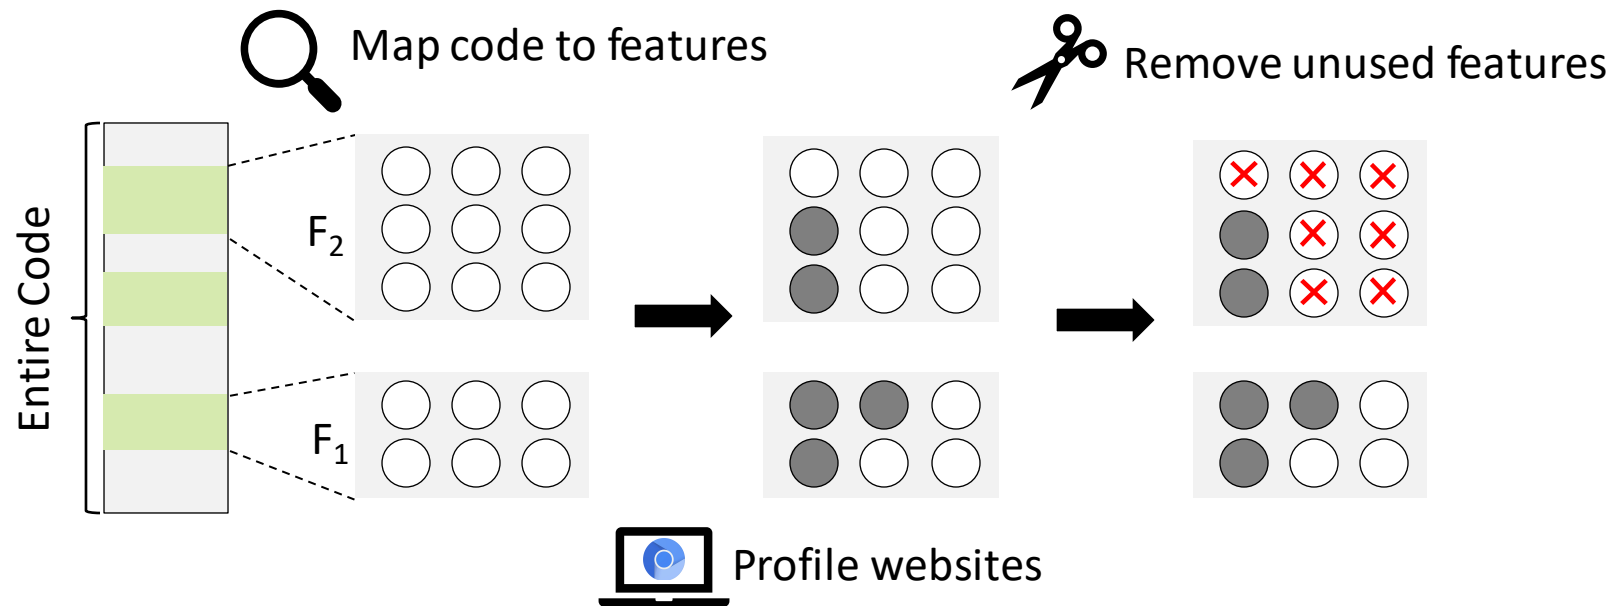 Map code to features
Remove unused features
Entire Code
F₂
F₁
Profile websites